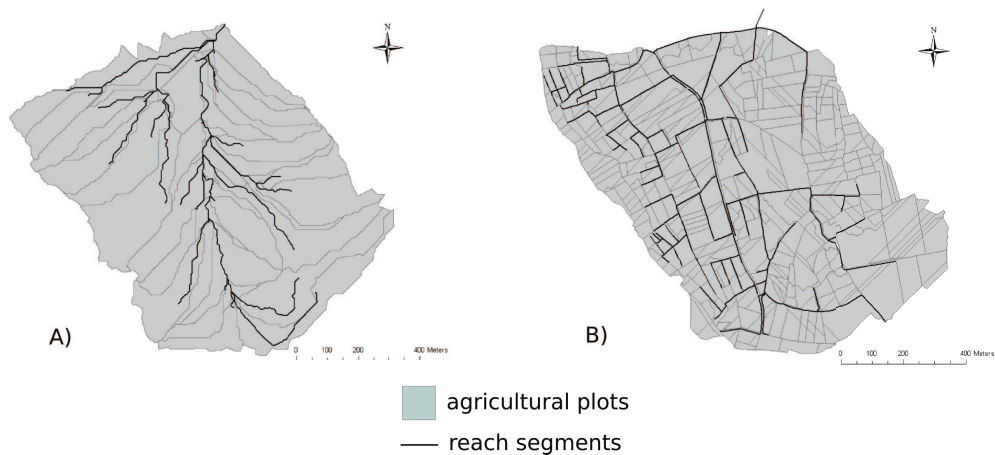 N
N
A)
0 100 200 400 Meters
B)
0 100 200 400 Meters
agricultural plots
reach segments